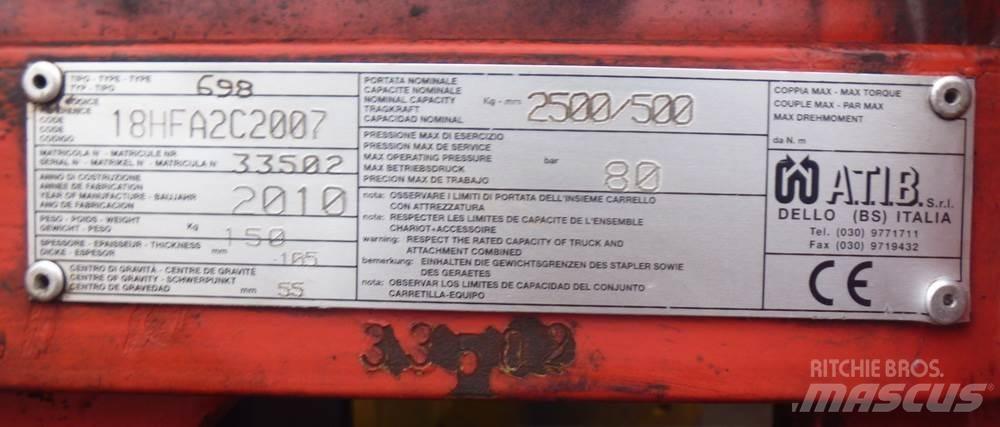 TIPO - TYPE - TYPE
TYP - TIPO
698
CODICE
REFERENCE
CODE
CODE
CODIGO
18HFA2C2007
MATRICOLA N° - MATRICULE NR
SERIAL N° - MATRIKEL N° - MATRICULA N°
33502
ANNO DI COSTRUZIONE
ANNEE DE FABRICATION
YEAR OF MANUFACTURE - BAUJAHR
ANO DE FABRICACION
2010
PESO - POIDS - WEIGHT
GEWICHT - PESO
Kg
150
SPESSORE - EPAISSEUR - THICKNESS
DICKE - ESPESOR
mm
105
CENTRO DI GRAVITÀ - CENTRE DE GRAVITÉ
CENTRE OF GRAVITY - SCHWERPUNKT
CENTRO DE GRAVEDAD
mm
55
PORTATA NOMINALE
CAPACITE NOMINALE
NOMINAL CAPACITY
TRAGKRAFT
CAPACIDAD NOMINAL
Kg - mm
2500/500
PRESSIONE MAX DI ESERCIZIO
PRESSION MAX DE SERVICE
MAX OPERATING PRESSURE
MAX BETRIEBSDRUCK
PRECION MAX DE TRABAJO
bar
80
nota: OSSERVARE I LIMITI DI PORTATA DELL'INSIEME CARRELLO
CON ATTREZZATURA
nota: RESPECTER LES LIMITES DE CAPACITE DE L'ENSEMBLE
CHARIOT-ACCESSOIRE
warning: RESPECT THE RATED CAPACITY OF TRUCK AND
ATTACHMENT COMBINED
bemerkung: EINHALTEN DIE GEWICHTSGRENZEN DES STAPLER SOWIE
DES GERAETES
nota: OBSERVAR LOS LIMITES DE CAPACIDAD DEL CONJUNTO
CARRETILLA-EQUIPO
COPPIA MAX - MAX TORQUE
COUPLE MAX - PAR MAX
MAX DREHMOMENT
da N. m
ATIB. S.r.l.
DELLO (BS) ITALIA
Tel. (030) 9771711
Fax (030) 9719432
CE
33502
RITCHIE BROS.
MASCUS